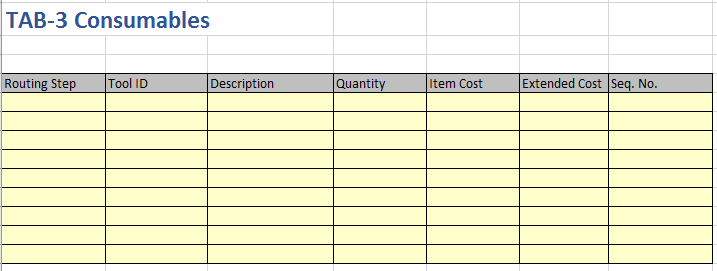 TAB-3 Consumables
Routing Step Tool ID Description Quantity Item Cost Extended Cost Seq. No.